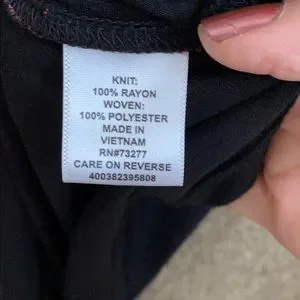 KNIT:
100% RAYON
WOVEN:
100% POLYESTER
MADE IN
VIETNAM
RN#73277
CARE ON REVERSE
400382395808